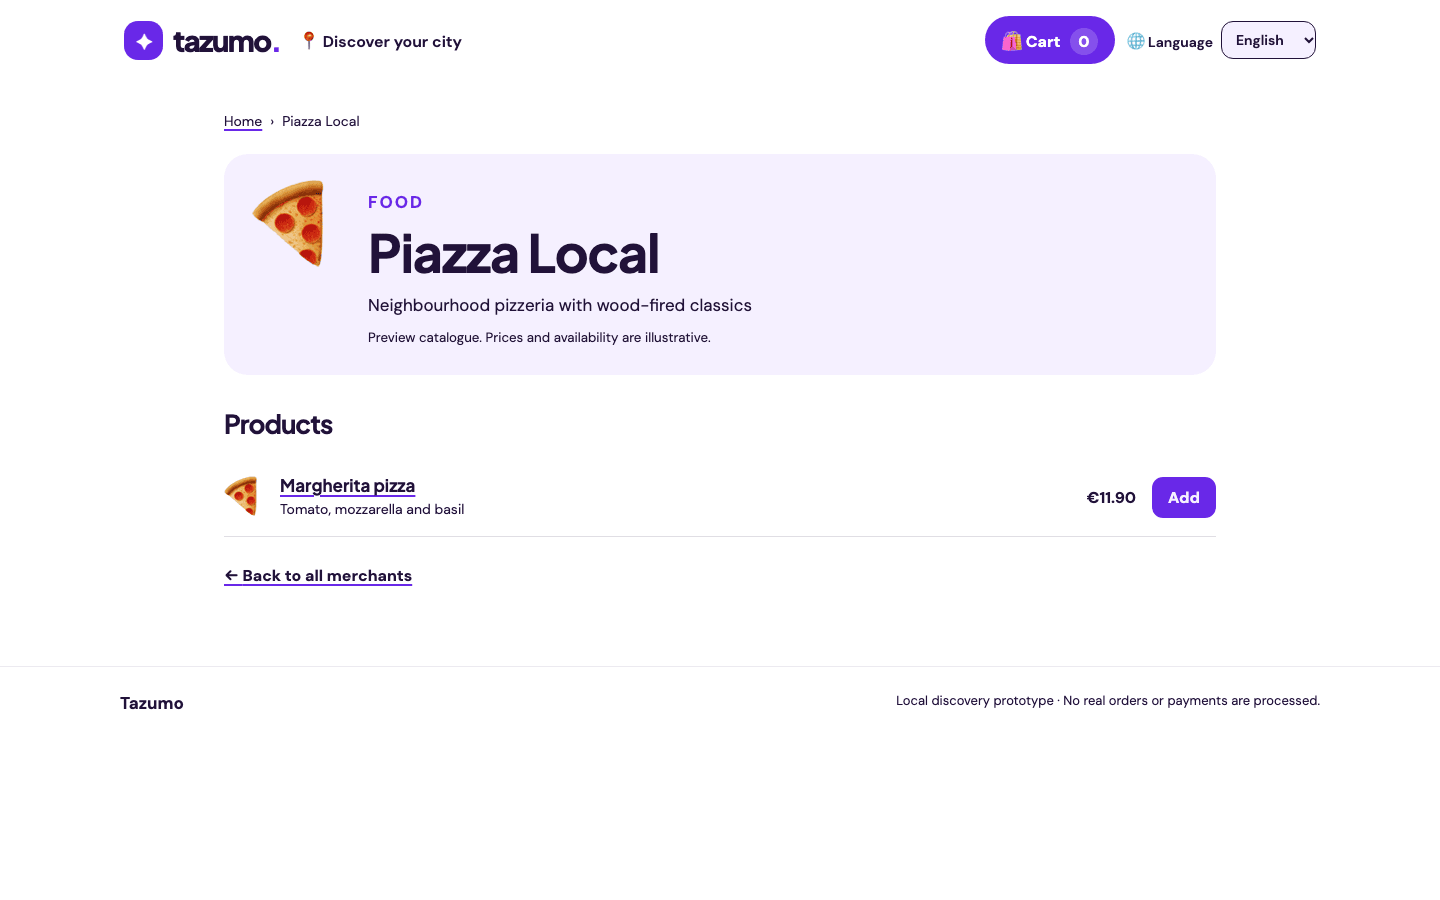 tazumo.
📍 Discover your city
🛍️ Cart 0
🌐 Language
English
Home › Piazza Local
FOOD
Piazza Local
Neighbourhood pizzeria with wood-fired classics
Preview catalogue. Prices and availability are illustrative.
Products
Margherita pizza
Tomato, mozzarella and basil
€11.90
Add
← Back to all merchants
Tazumo
Local discovery prototype · No real orders or payments are processed.